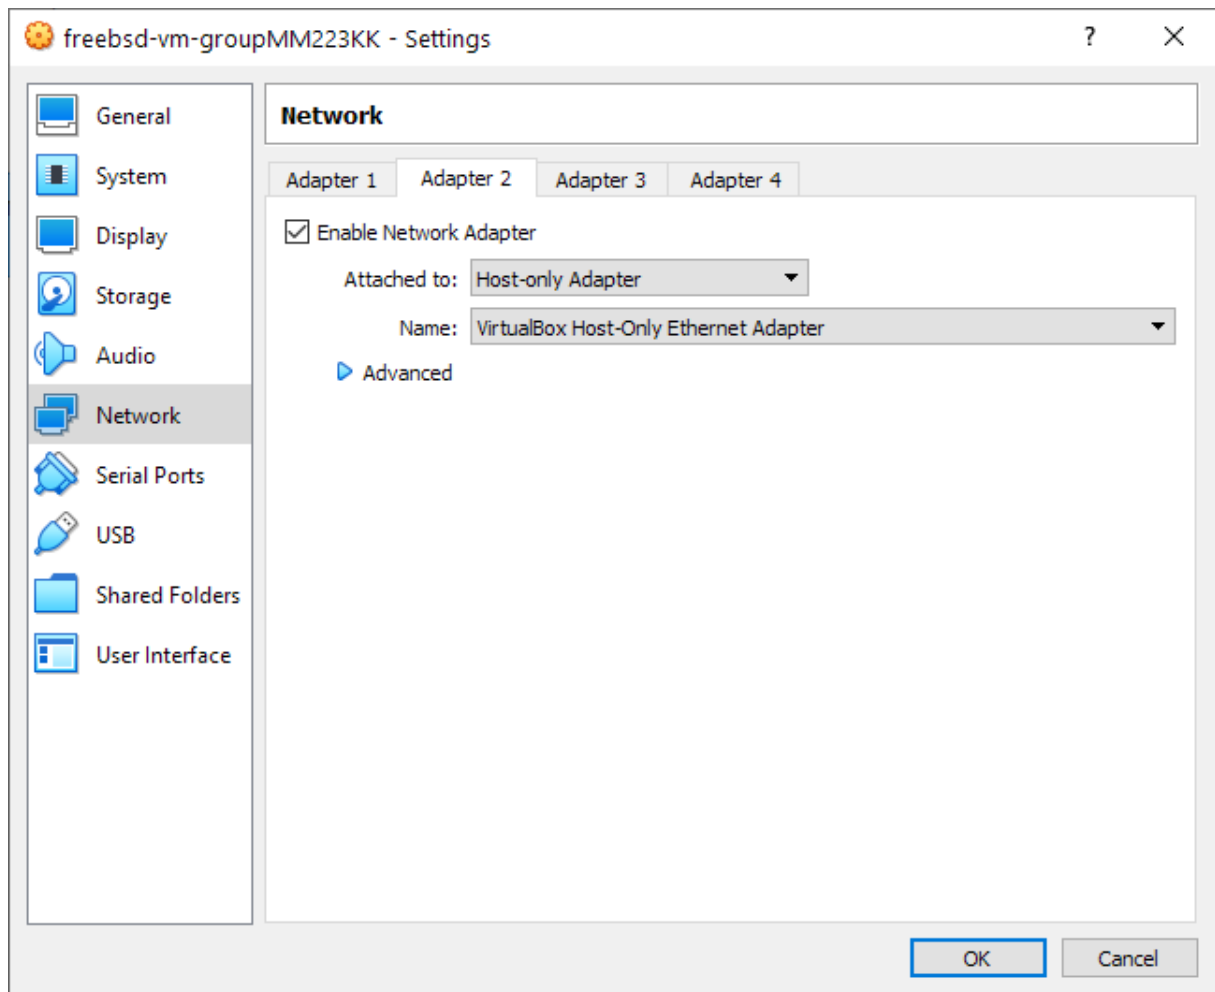 freebsd-vm-groupMM223KK - Settings
?
General
System
Display
Storage
Audio
Network
Serial Ports
USB
Shared Folders
User Interface
Network
Adapter 1
Adapter 2
Adapter 3
Adapter 4
Enable Network Adapter
Attached to: Host-only Adapter
Name: VirtualBox Host-Only Ethernet Adapter
Advanced
OK
Cancel